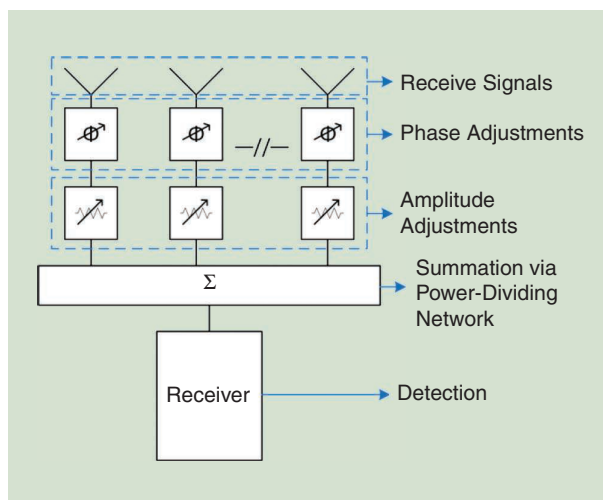 Receive Signals
Phase Adjustments
Φ Φ —//— Φ
Amplitude
Adjustments
Σ
Summation via
Power-Dividing
Network
Receiver
Detection